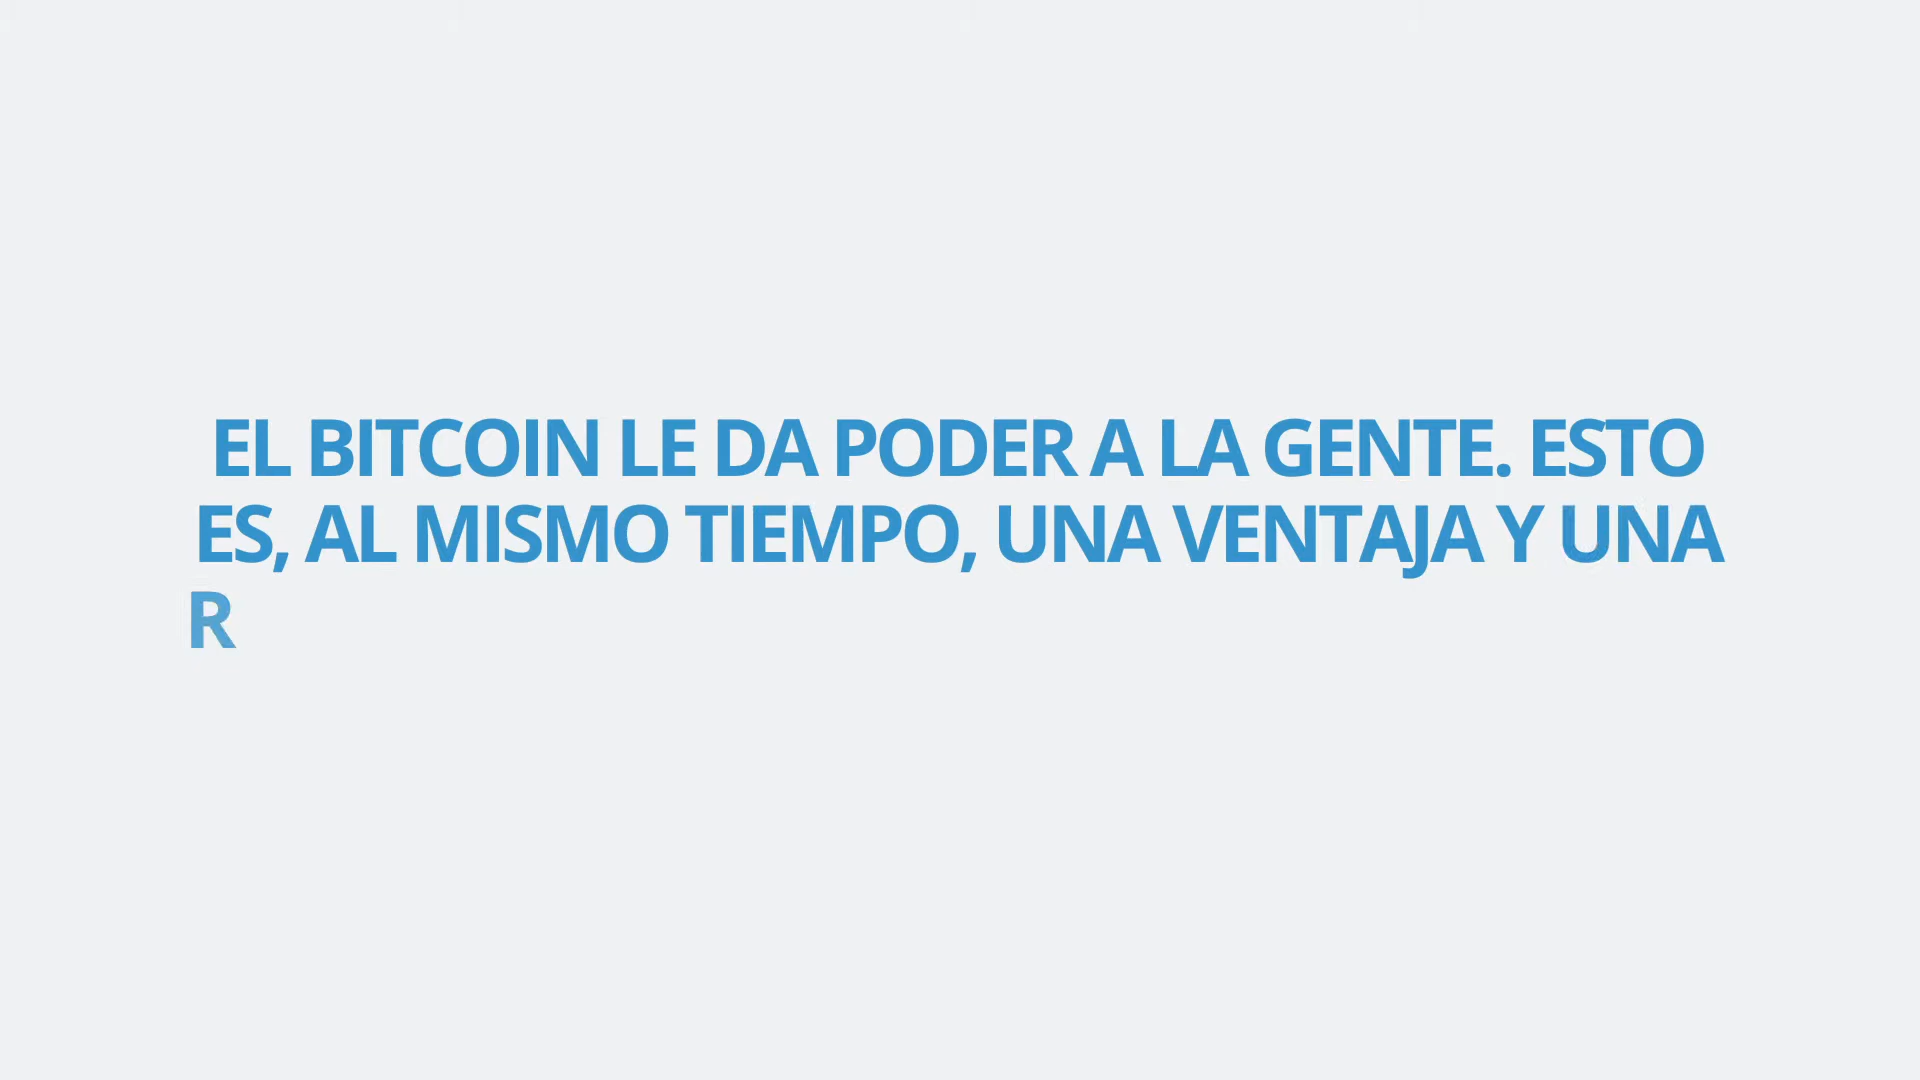 EL BITCOIN LE DA PODER A LA GENTE. ESTO
ES, AL MISMO TIEMPO, UNA VENTAJA Y UNA
R